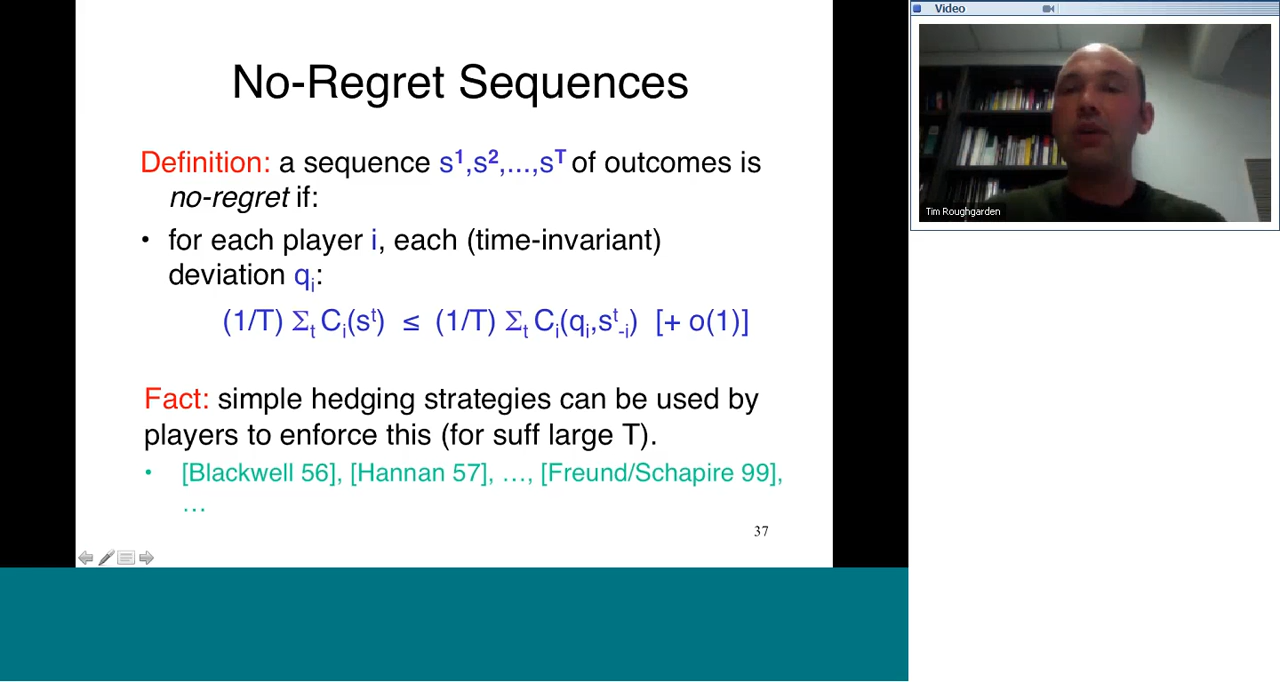 No-Regret Sequences
Definition: a sequence s¹,s²,...,sᵀ of outcomes is
no-regret if:
• for each player i, each (time-invariant)
deviation qᵢ:
(1/T) Σₜ Cᵢ(sᵗ) ≤ (1/T) Σₜ Cᵢ(qᵢ,sᵗ₋ᵢ) [+ o(1)]
Fact: simple hedging strategies can be used by
players to enforce this (for suff large T).
• [Blackwell 56], [Hannan 57], …, [Freund/Schapire 99],
…
37
Video
Tim Roughgarden